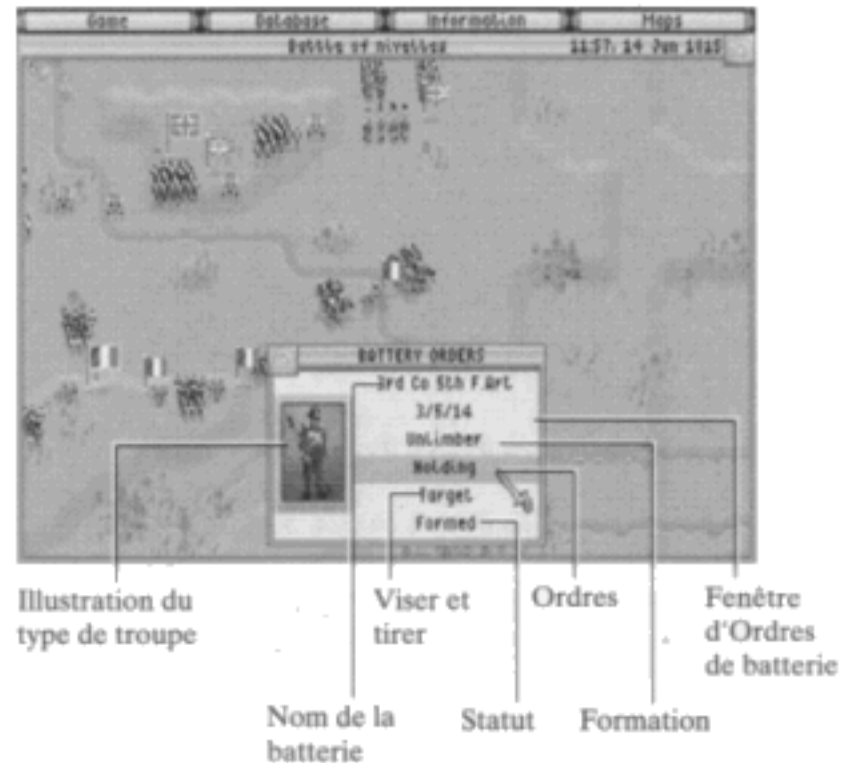 Game Database Information Maps
Battle of nivelles 11:57: 14 Jun 1815
BATTERY ORDERS
3rd Co 5th F.Art
3/5/14
Unlimber
Holding
Target
Formed
Illustration du
type de troupe
Viser et
tirer
Ordres
Fenêtre
d'Ordres
de batterie
Nom de la
batterie
Statut
Formation